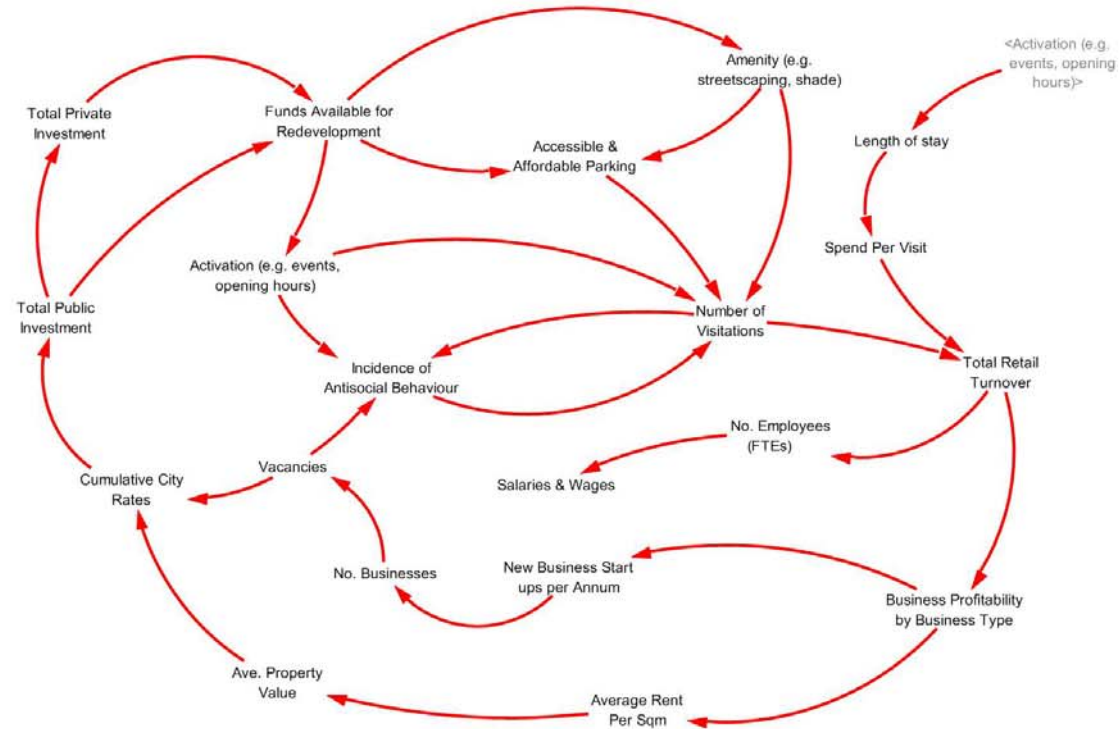 <Activation (e.g.
events, opening
hours)>
Amenity (e.g.
streetscaping, shade)
Total Private
Investment
Funds Available for
Redevelopment
Accessible &
Affordable Parking
Length of stay
Spend Per Visit
Activation (e.g. events,
opening hours)
Total Public
Investment
Number of
Visitations
Incidence of
Antisocial Behaviour
Total Retail
Turnover
No. Employees
(FTEs)
Vacancies
Cumulative City
Rates
Salaries & Wages
No. Businesses
New Business Start
ups per Annum
Business Profitability
by Business Type
Ave. Property
Value
Average Rent
Per Sqm